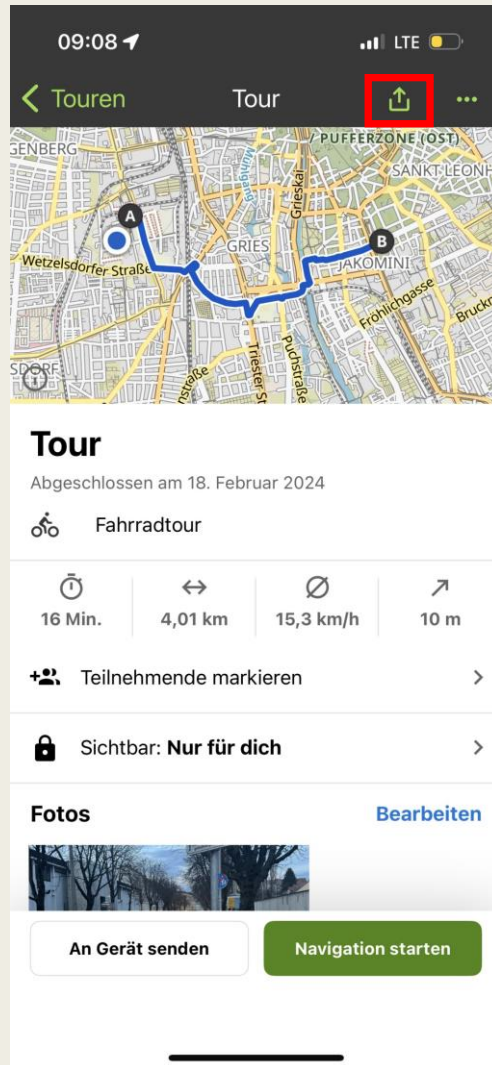 09:08
LTE
Touren
Tour
PUFFERZONE (OST)
GENBERG
SANKT LEONH
Mühlgang
Grieskai
A
B
GRIES
JAKOMINI
Wetzelsdorfer Straße
Fröhlichgasse
Bruckn
SDORF
Triester St
Puchstraße
nstraße
Tour
Abgeschlossen am 18. Februar 2024
Fahrradtour
16 Min.
4,01 km
15,3 km/h
10 m
Teilnehmende markieren
Sichtbar: Nur für dich
Fotos
Bearbeiten
An Gerät senden
Navigation starten